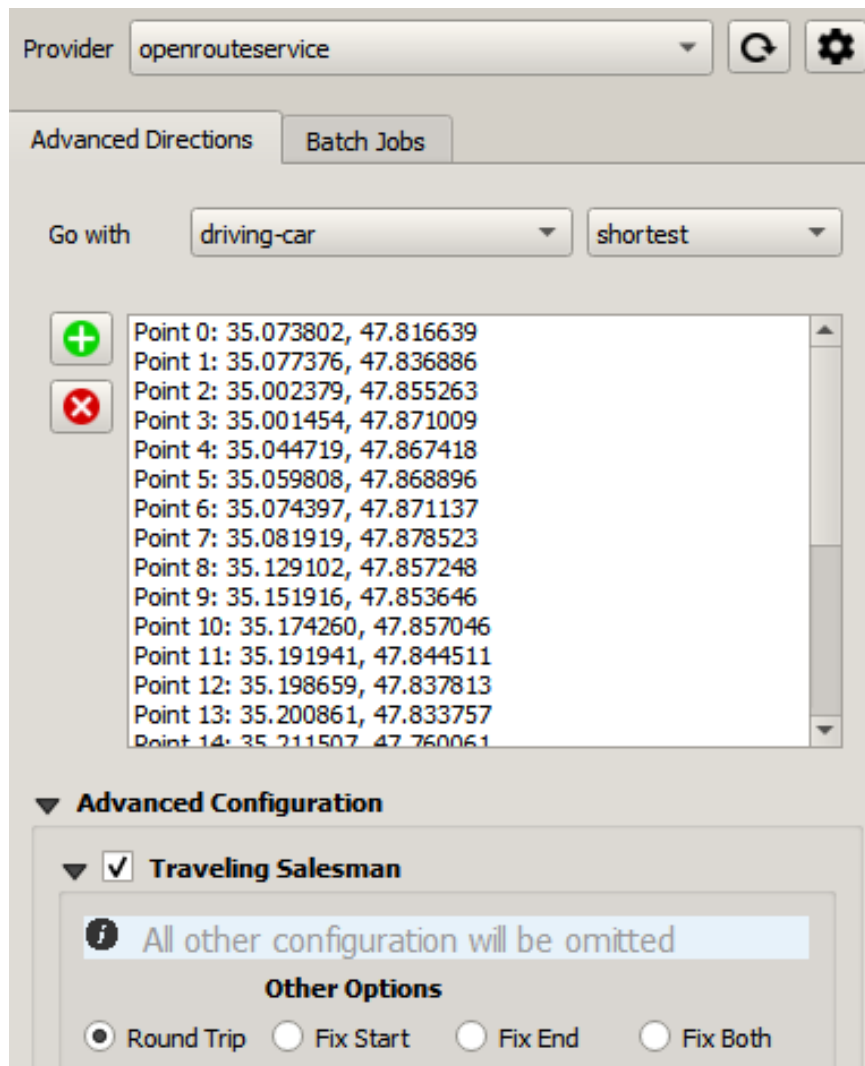 Provider openrouteservice
Advanced Directions Batch Jobs
Go with driving-car shortest
Point 0: 35.073802, 47.816639
Point 1: 35.077376, 47.836886
Point 2: 35.002379, 47.855263
Point 3: 35.001454, 47.871009
Point 4: 35.044719, 47.867418
Point 5: 35.059808, 47.868896
Point 6: 35.074397, 47.871137
Point 7: 35.081919, 47.878523
Point 8: 35.129102, 47.857248
Point 9: 35.151916, 47.853646
Point 10: 35.174260, 47.857046
Point 11: 35.191941, 47.844511
Point 12: 35.198659, 47.837813
Point 13: 35.200861, 47.833757
Point 14: 35.211507, 47.760061
Advanced Configuration
Traveling Salesman
All other configuration will be omitted
Other Options
Round Trip Fix Start Fix End Fix Both